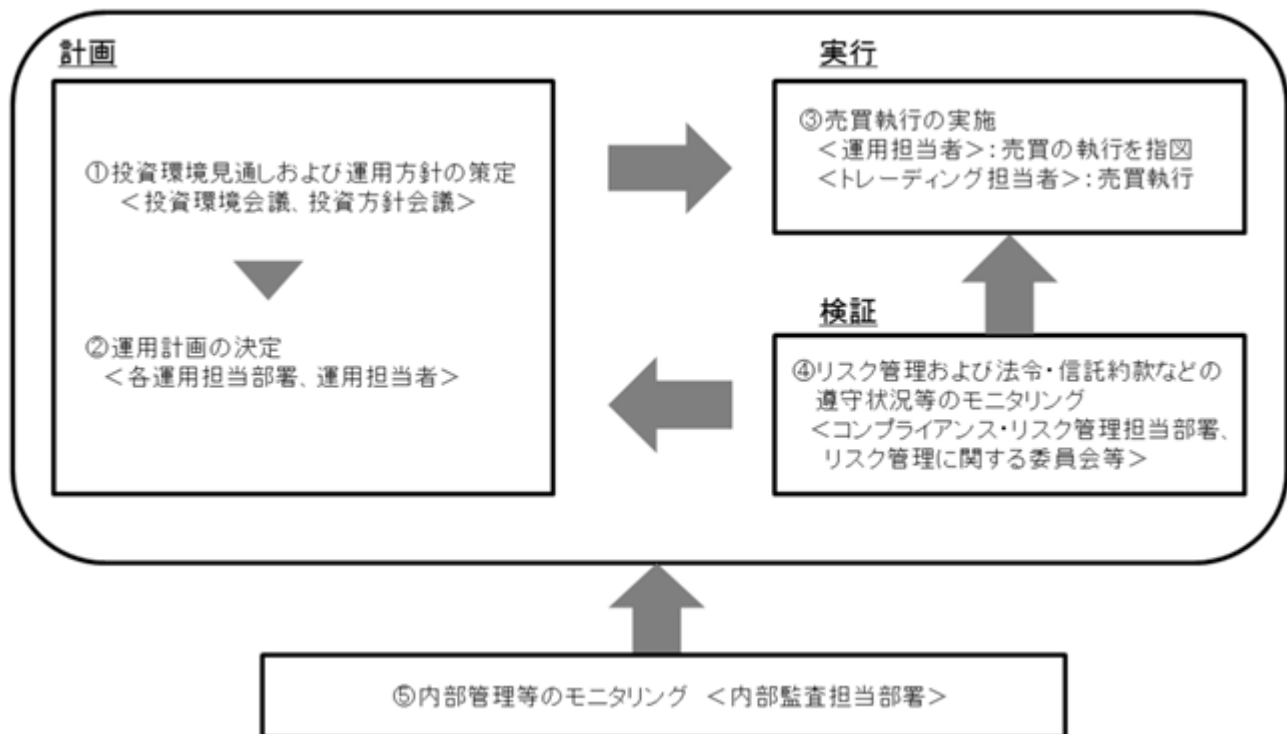 計画
①投資環境見通しおよび運用方針の策定
＜投資環境会議、投資方針会議＞
②運用計画の決定
＜各運用担当部署、運用担当者＞
実行
③売買執行の実施
＜運用担当者＞：売買の執行を指図
＜トレーディング担当者＞：売買執行
検証
④リスク管理および法令・信託約款などの
遵守状況等のモニタリング
＜コンプライアンス・リスク管理担当部署、
リスク管理に関する委員会等＞
⑤内部管理等のモニタリング ＜内部監査担当部署＞